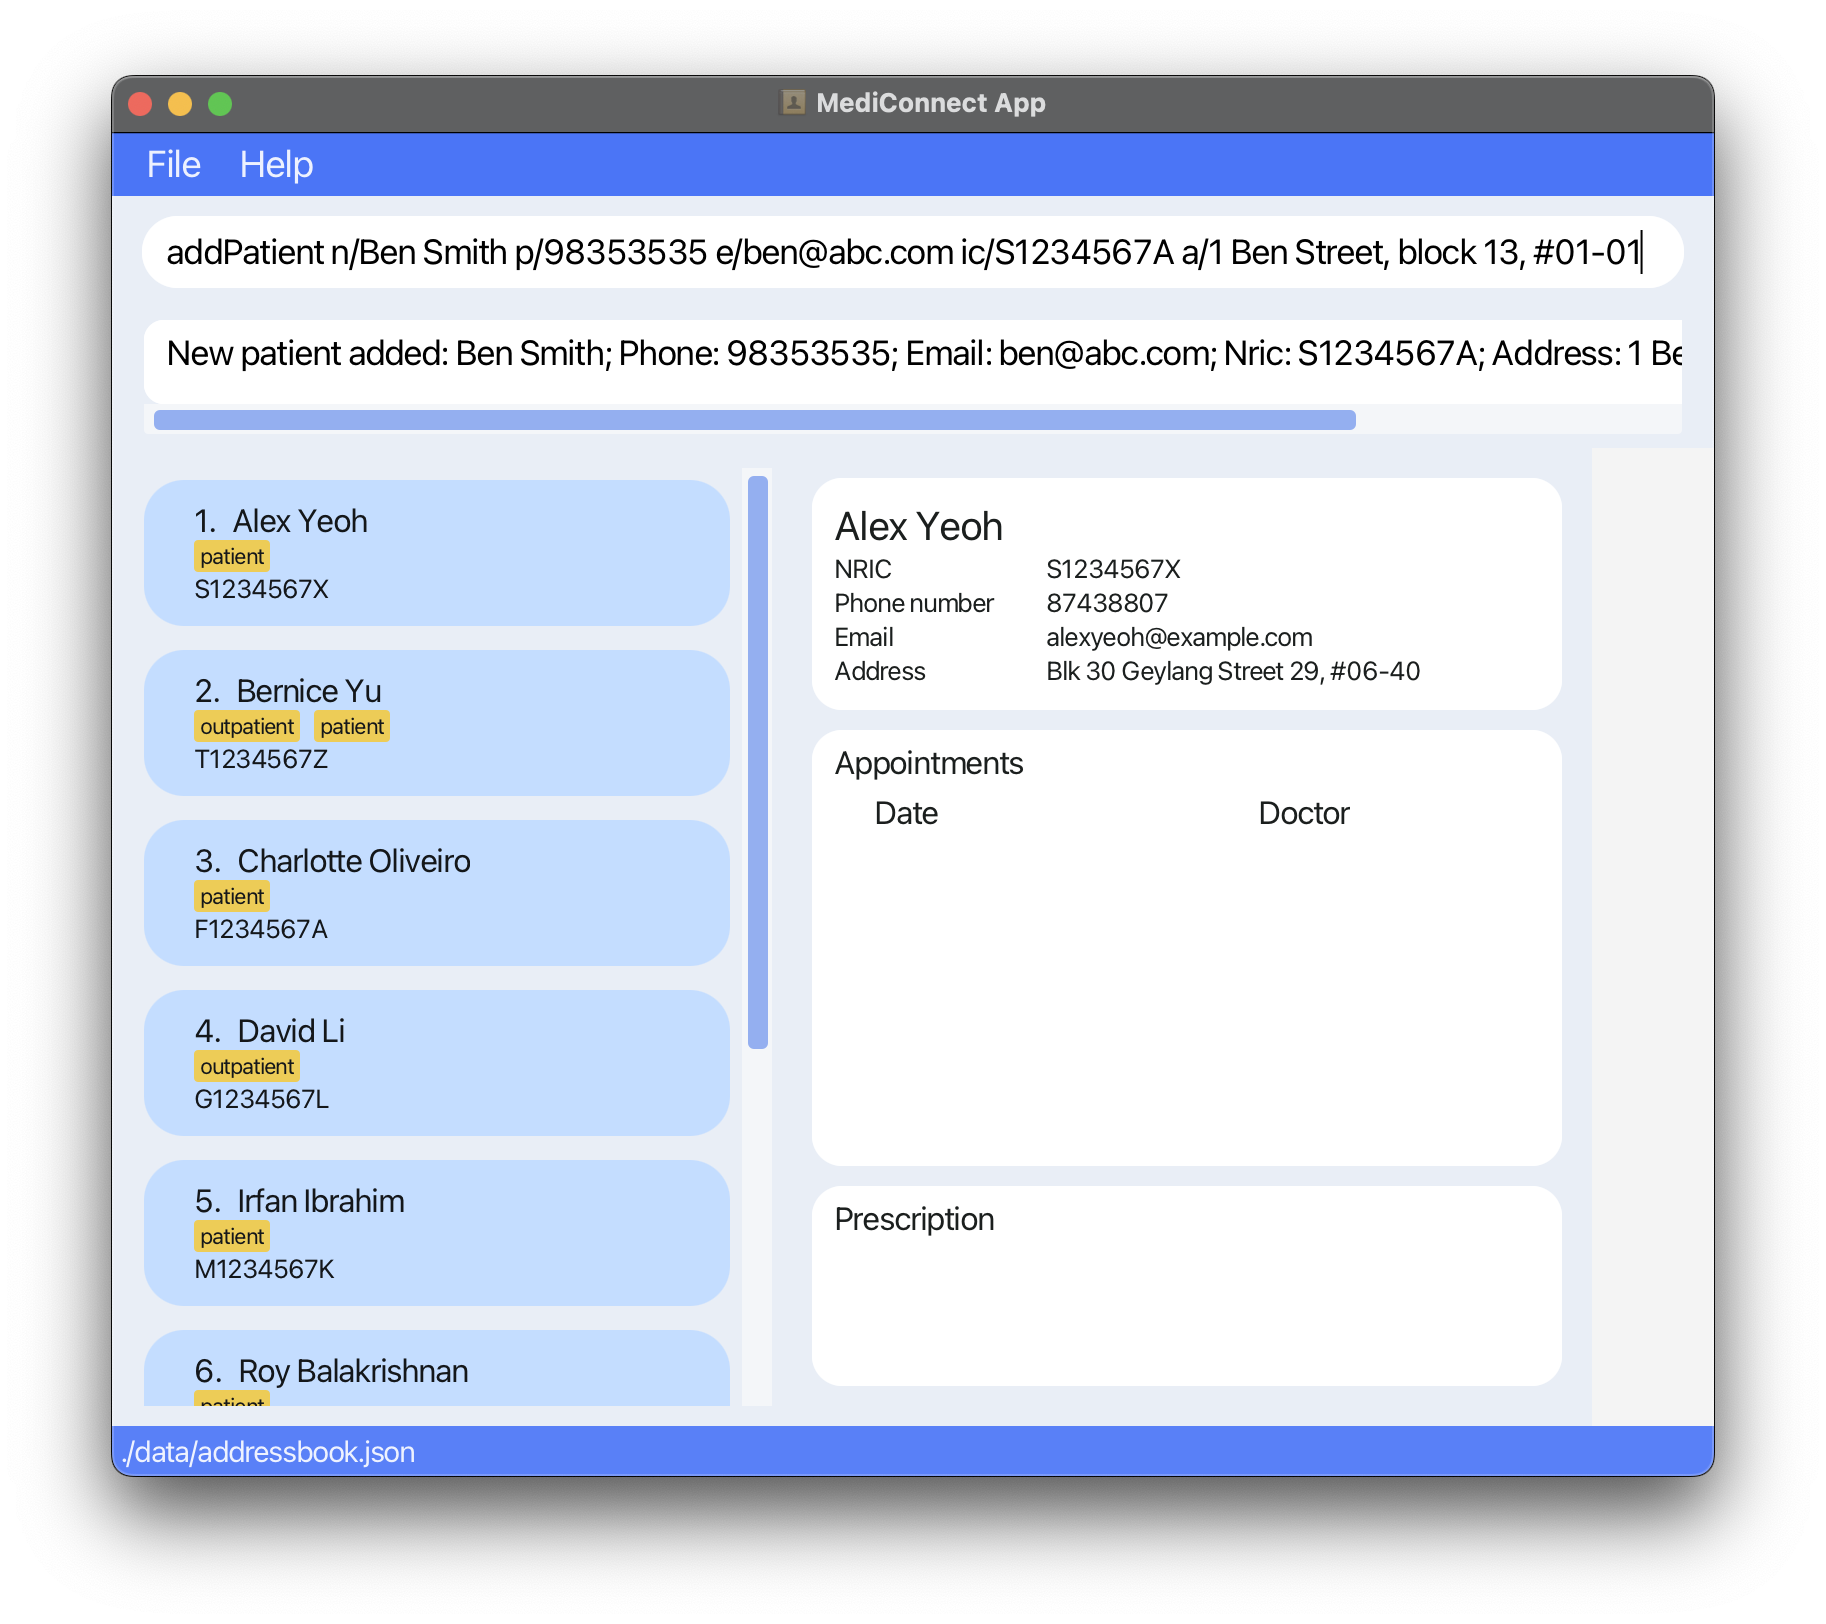 MediConnect App
File Help
addPatient n/Ben Smith p/98353535 e/ben@abc.com ic/S1234567A a/1 Ben Street, block 13, #01-01
New patient added: Ben Smith; Phone: 98353535; Email: ben@abc.com; Nric: S1234567A; Address: 1 Be
1. Alex Yeoh
patient
S1234567X
2. Bernice Yu
outpatient patient
T1234567Z
3. Charlotte Oliveiro
patient
F1234567A
4. David Li
outpatient
G1234567L
5. Irfan Ibrahim
patient
M1234567K
6. Roy Balakrishnan
patient
Alex Yeoh
NRIC S1234567X
Phone number 87438807
Email alexyeoh@example.com
Address Blk 30 Geylang Street 29, #06-40
Appointments
Date Doctor
Prescription
./data/addressbook.json